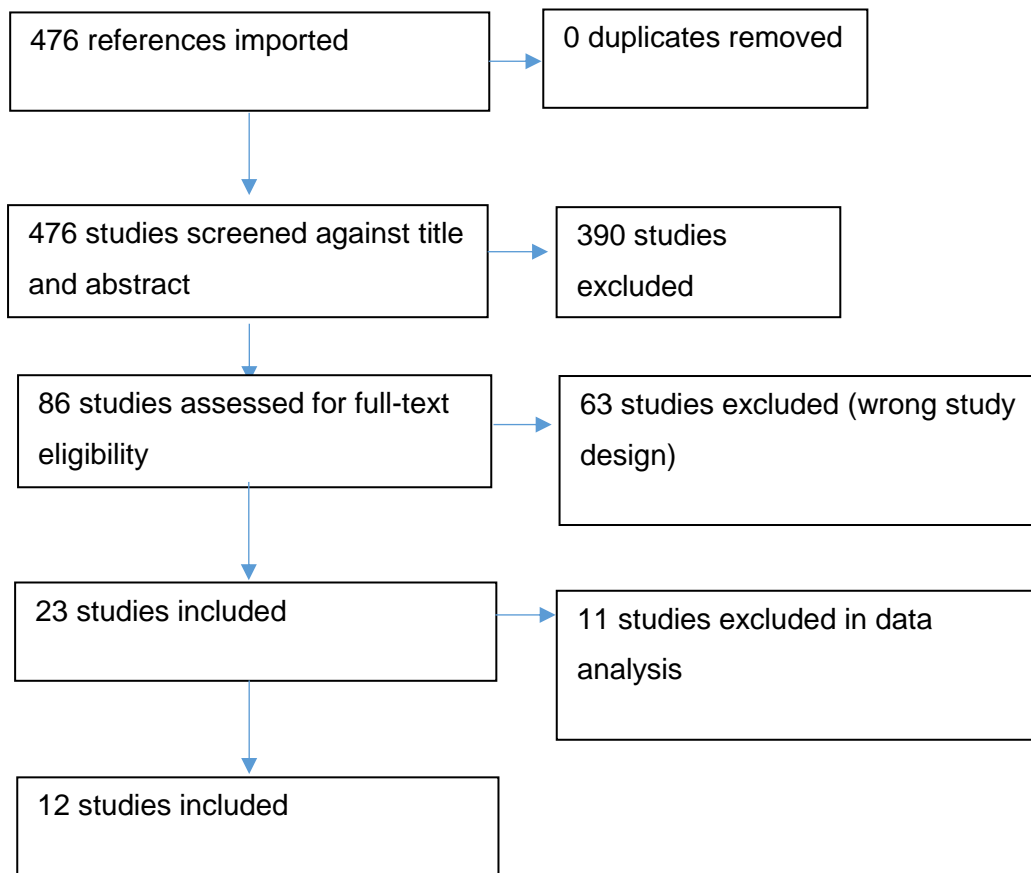 476 references imported
0 duplicates removed
476 studies screened against title
and abstract
390 studies
excluded
86 studies assessed for full-text
eligibility
63 studies excluded (wrong study
design)
23 studies included
11 studies excluded in data
analysis
12 studies included